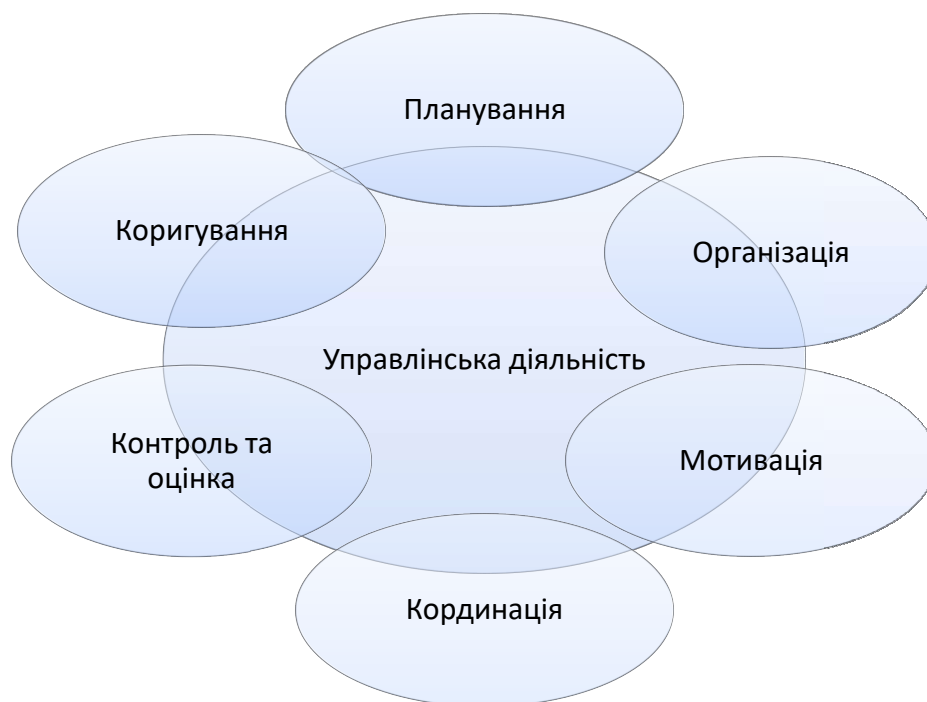 Планування
Коригування
Організація
Управлінська діяльність
Контроль та
оцінка
Мотивація
Кординація